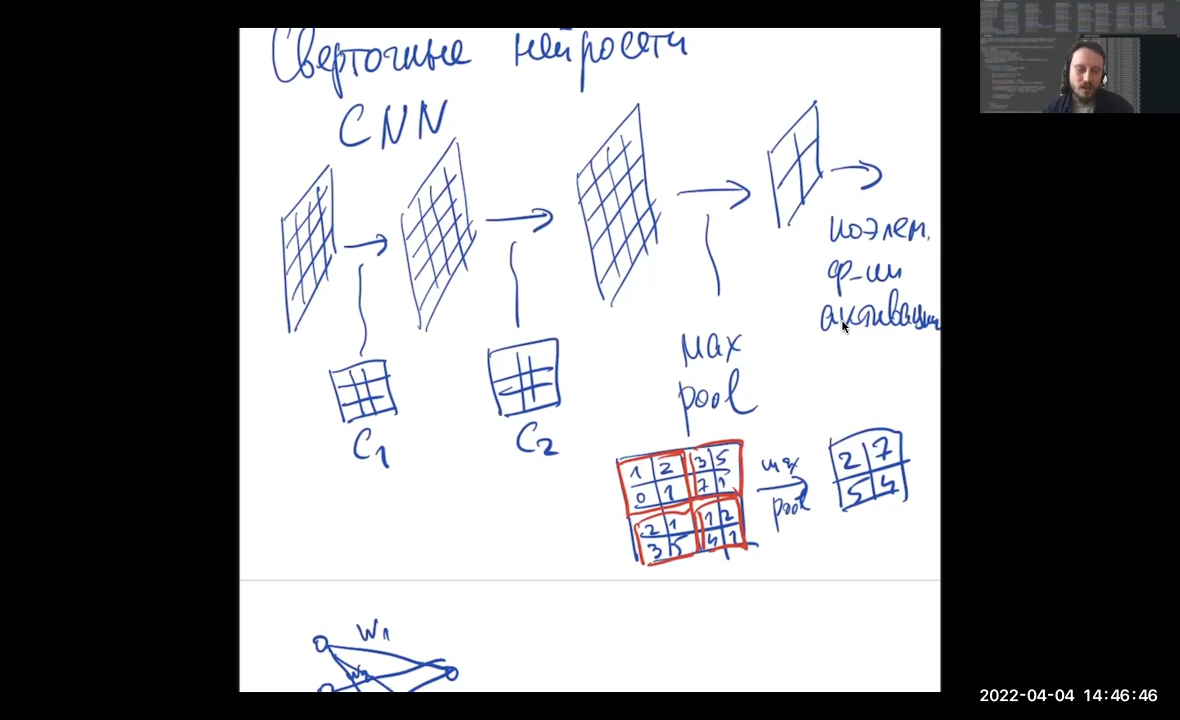 Сверточные нейросети
CNN
поэлем.
ф-ии
активации
max
pool
C1
C2
1 2 3 5
0 1 7 1
2 1 1 2
3 5 4 1
max
pool
2 7
5 4
W1
W2
2022-04-04 14:46:46